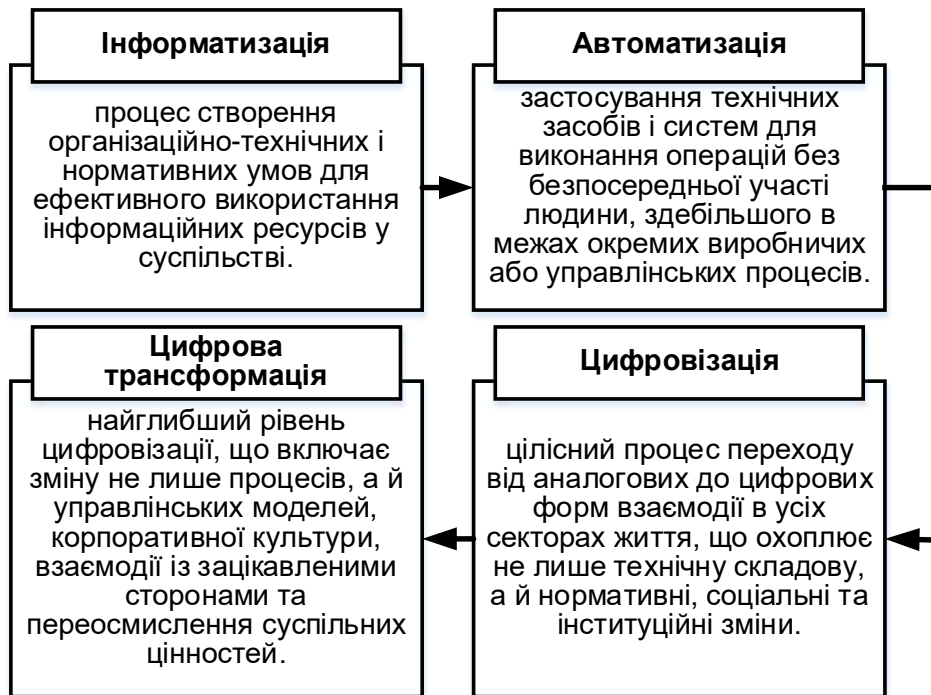 Інформатизація
процес створення
організаційно-технічних і
нормативних умов для
ефективного використання
інформаційних ресурсів у
суспільстві.
Автоматизація
застосування технічних
засобів і систем для
виконання операцій без
безпосередньої участі
людини, здебільшого в
межах окремих виробничих
або управлінських процесів.
Цифрова
трансформація
найглибший рівень
цифровізації, що включає
зміну не лише процесів, а й
управлінських моделей,
корпоративної культури,
взаємодії із зацікавленими
сторонами та
переосмислення суспільних
цінностей.
Цифровізація
цілісний процес переходу
від аналогових до цифрових
форм взаємодії в усіх
секторах життя, що охоплює
не лише технічну складову,
а й нормативні, соціальні та
інституційні зміни.